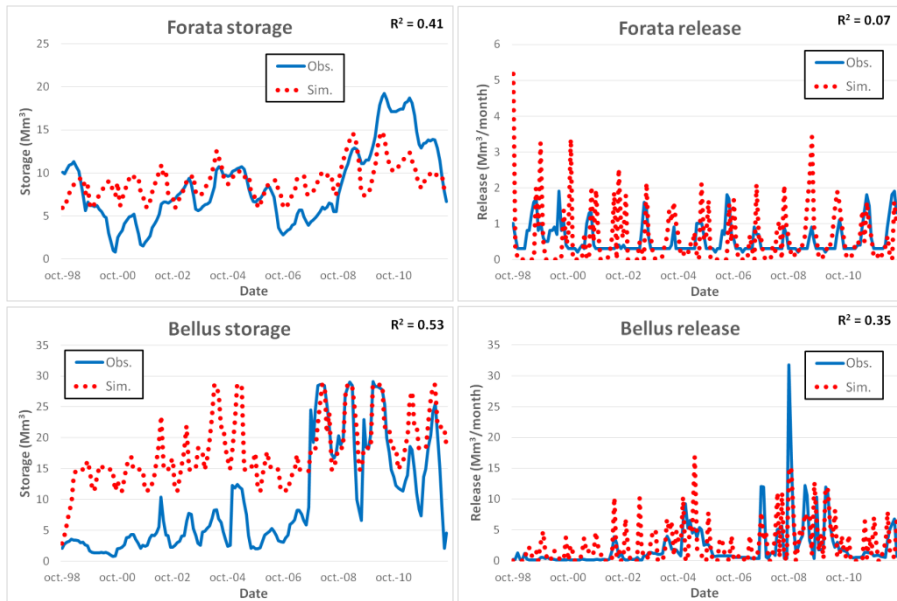 Forata storage
R² = 0.41
Obs.
Sim.
Storage (Mm³)
25
20
15
10
5
0
oct.-98 oct.-00 oct.-02 oct.-04 oct.-06 oct.-08 oct.-10
Date
Forata release
R² = 0.07
Obs.
Sim.
Release (Mm³/month)
6
5
4
3
2
1
0
oct.-98 oct.-00 oct.-02 oct.-04 oct.-06 oct.-08 oct.-10
Date
Bellus storage
R² = 0.53
Obs.
Sim.
Storage (Mm³)
35
30
25
20
15
10
5
0
oct.-98 oct.-00 oct.-02 oct.-04 oct.-06 oct.-08 oct.-10
Date
Bellus release
R² = 0.35
Obs.
Sim.
Release (Mm³/month)
35
30
25
20
15
10
5
0
oct.-98 oct.-00 oct.-02 oct.-04 oct.-06 oct.-08 oct.-10
Date